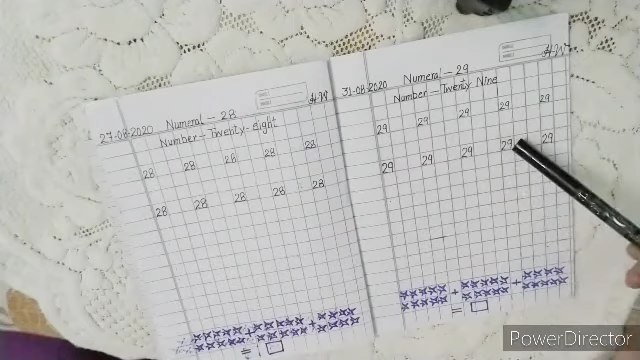 27-08-2020 Numeral - 28 H.W
Number - Twenty-eight
28 28 28 28 28
28 28 28 28 28
+ +
=
31-08-2020 Numeral - 29 H.W
Number - Twenty Nine
29 29 29 29 29
29 29 29 29 29
+ +
=
PowerDirector